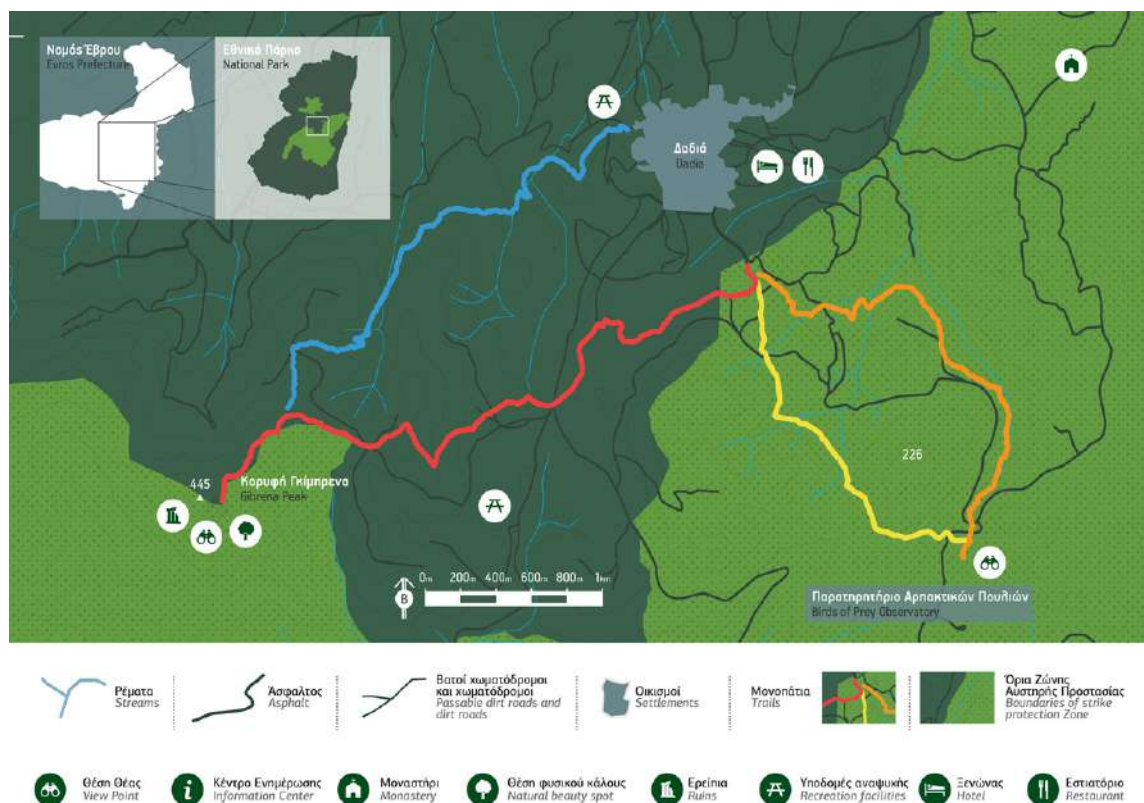 Νομός Έβρου
Evros Prefecture
Εθνικό Πάρκο
National Park
Δαδιά
Dadia
445
Κορυφή Γκίμπρενα
Gibrena Peak
226
0m 200m 400m 600m 800m 1km
Β
Παρατηρητήριο Αρπακτικών Πουλιών
Birds of Prey Observatory
Ρέματα
Streams
Άσφαλτος
Asphalt
Βατοί χωματόδρομοι
και χωματόδρομοι
Passable dirt roads and
dirt roads
Οικισμοί
Settlements
Μονοπάτια
Trails
Όρια Ζώνης
Αυστηρής Προστασίας
Boundaries of strike
protection Zone
Θέση Θέας
View Point
Κέντρο Ενημέρωσης
Information Center
Μοναστήρι
Monastery
Θέση φυσικού κάλους
Natural beauty spot
Ερείπια
Ruins
Υποδομές αναψυχής
Recreation facilities
Ξενώνας
Hotel
Εστιατόριο
Restaurant